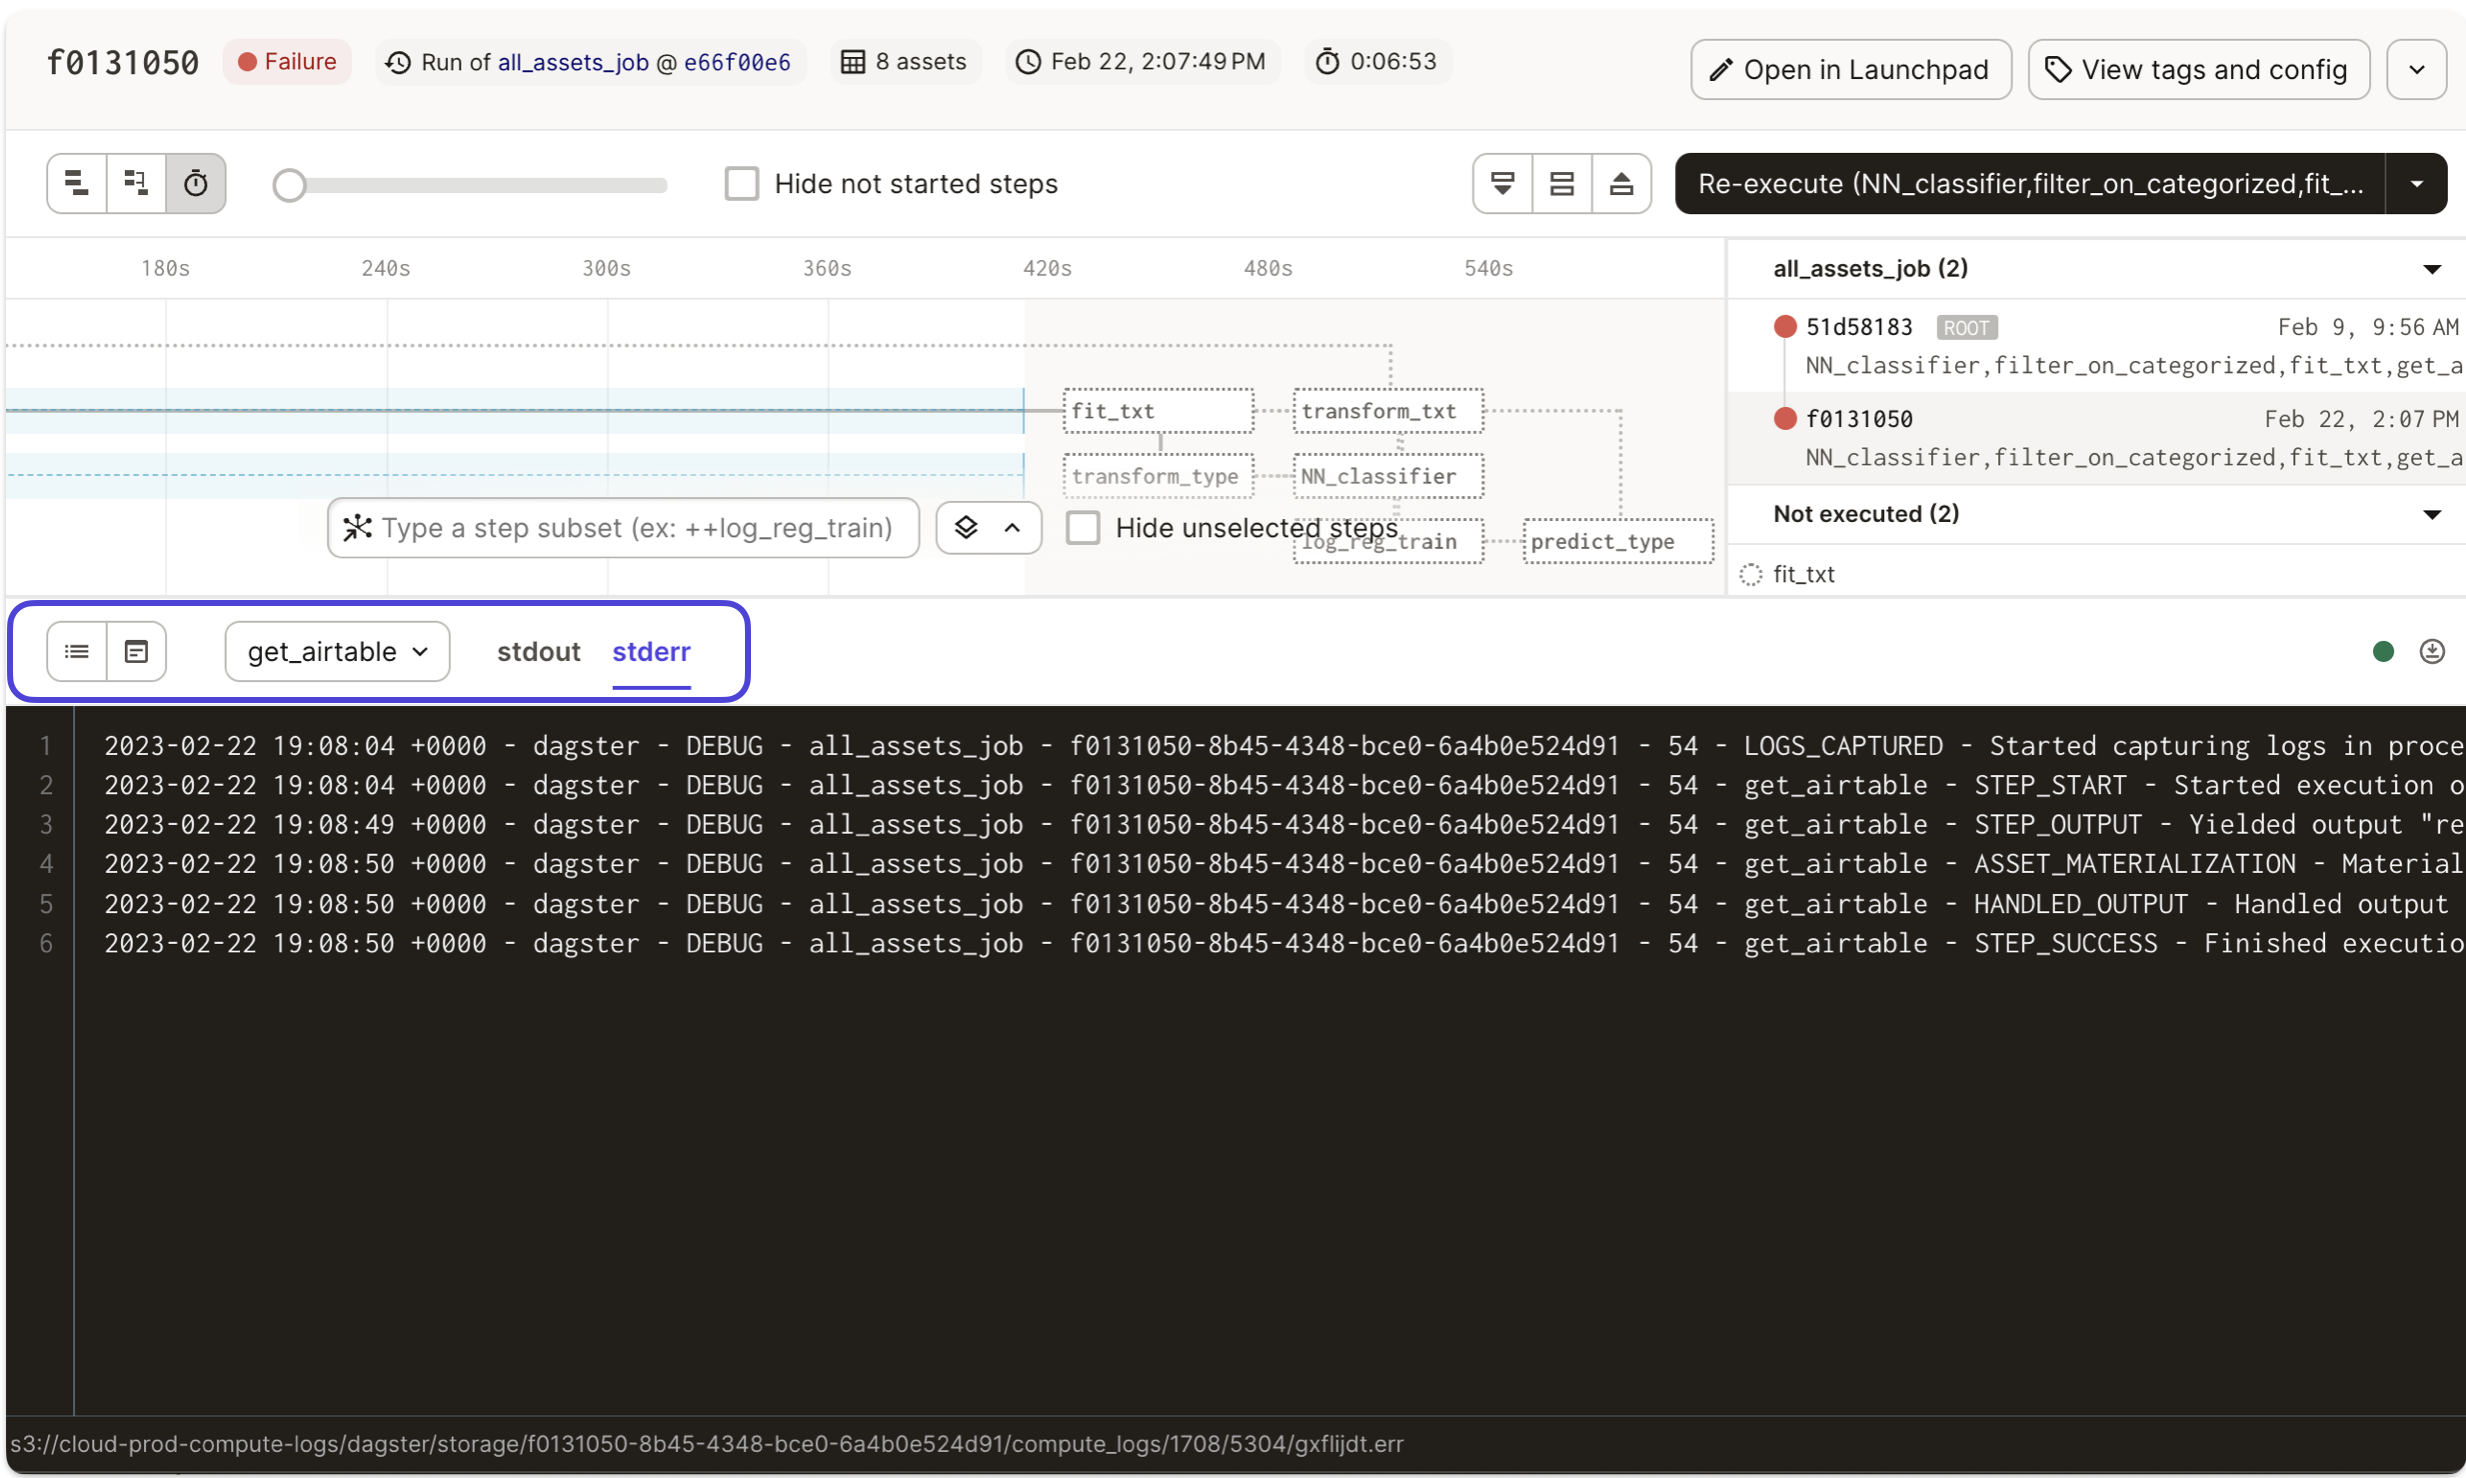 f0131050 Failure Run of all_assets_job @ e66f00e6 8 assets Feb 22, 2:07:49 PM 0:06:53 Open in Launchpad View tags and config
Hide not started steps Re-execute (NN_classifier,filter_on_categorized,fit_...
180s 240s 300s 360s 420s 480s 540s
all_assets_job (2)
51d58183 ROOT Feb 9, 9:56 AM
NN_classifier,filter_on_categorized,fit_txt,get_a
f0131050 Feb 22, 2:07 PM
NN_classifier,filter_on_categorized,fit_txt,get_a
Not executed (2)
fit_txt
fit_txt transform_txt
transform_type NN_classifier
log_reg_train predict_type
Type a step subset (ex: ++log_reg_train) Hide unselected steps
get_airtable stdout stderr
1 2023-02-22 19:08:04 +0000 - dagster - DEBUG - all_assets_job - f0131050-8b45-4348-bce0-6a4b0e524d91 - 54 - LOGS_CAPTURED - Started capturing logs in proce
2 2023-02-22 19:08:04 +0000 - dagster - DEBUG - all_assets_job - f0131050-8b45-4348-bce0-6a4b0e524d91 - 54 - get_airtable - STEP_START - Started execution o
3 2023-02-22 19:08:49 +0000 - dagster - DEBUG - all_assets_job - f0131050-8b45-4348-bce0-6a4b0e524d91 - 54 - get_airtable - STEP_OUTPUT - Yielded output "re
4 2023-02-22 19:08:50 +0000 - dagster - DEBUG - all_assets_job - f0131050-8b45-4348-bce0-6a4b0e524d91 - 54 - get_airtable - ASSET_MATERIALIZATION - Material
5 2023-02-22 19:08:50 +0000 - dagster - DEBUG - all_assets_job - f0131050-8b45-4348-bce0-6a4b0e524d91 - 54 - get_airtable - HANDLED_OUTPUT - Handled output
6 2023-02-22 19:08:50 +0000 - dagster - DEBUG - all_assets_job - f0131050-8b45-4348-bce0-6a4b0e524d91 - 54 - get_airtable - STEP_SUCCESS - Finished executio
s3://cloud-prod-compute-logs/dagster/storage/f0131050-8b45-4348-bce0-6a4b0e524d91/compute_logs/1708/5304/gxflijdt.err